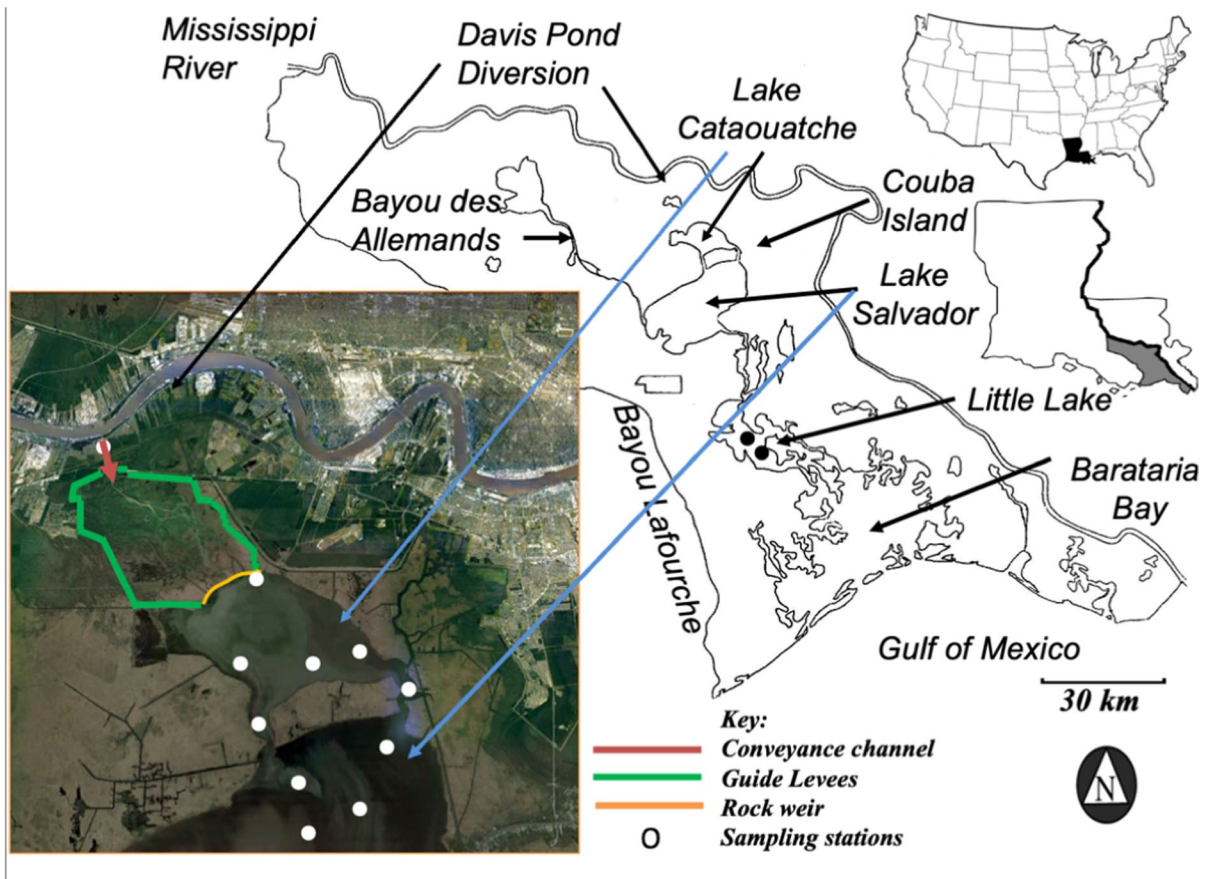 Mississippi
River
Davis Pond
Diversion
Lake
Cataouatche
Bayou des
Allemands
Couba
Island
Lake
Salvador
Little Lake
Bayou Lafourche
Barataria
Bay
Gulf of Mexico
30 km
Key:
Conveyance channel
Guide Levees
Rock weir
Sampling stations
N